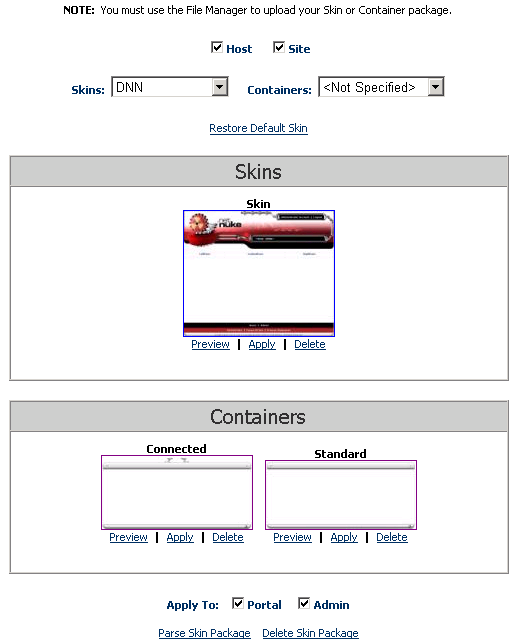 NOTE: You must use the File Manager to upload your Skin or Container package.
Host Site
Skins: DNN Containers: <Not Specified>
Restore Default Skin
Skins
Skin
nuke
Preview | Apply | Delete
Containers
Connected Standard
Preview | Apply | Delete Preview | Apply | Delete
Apply To: Portal Admin
Parse Skin Package Delete Skin Package